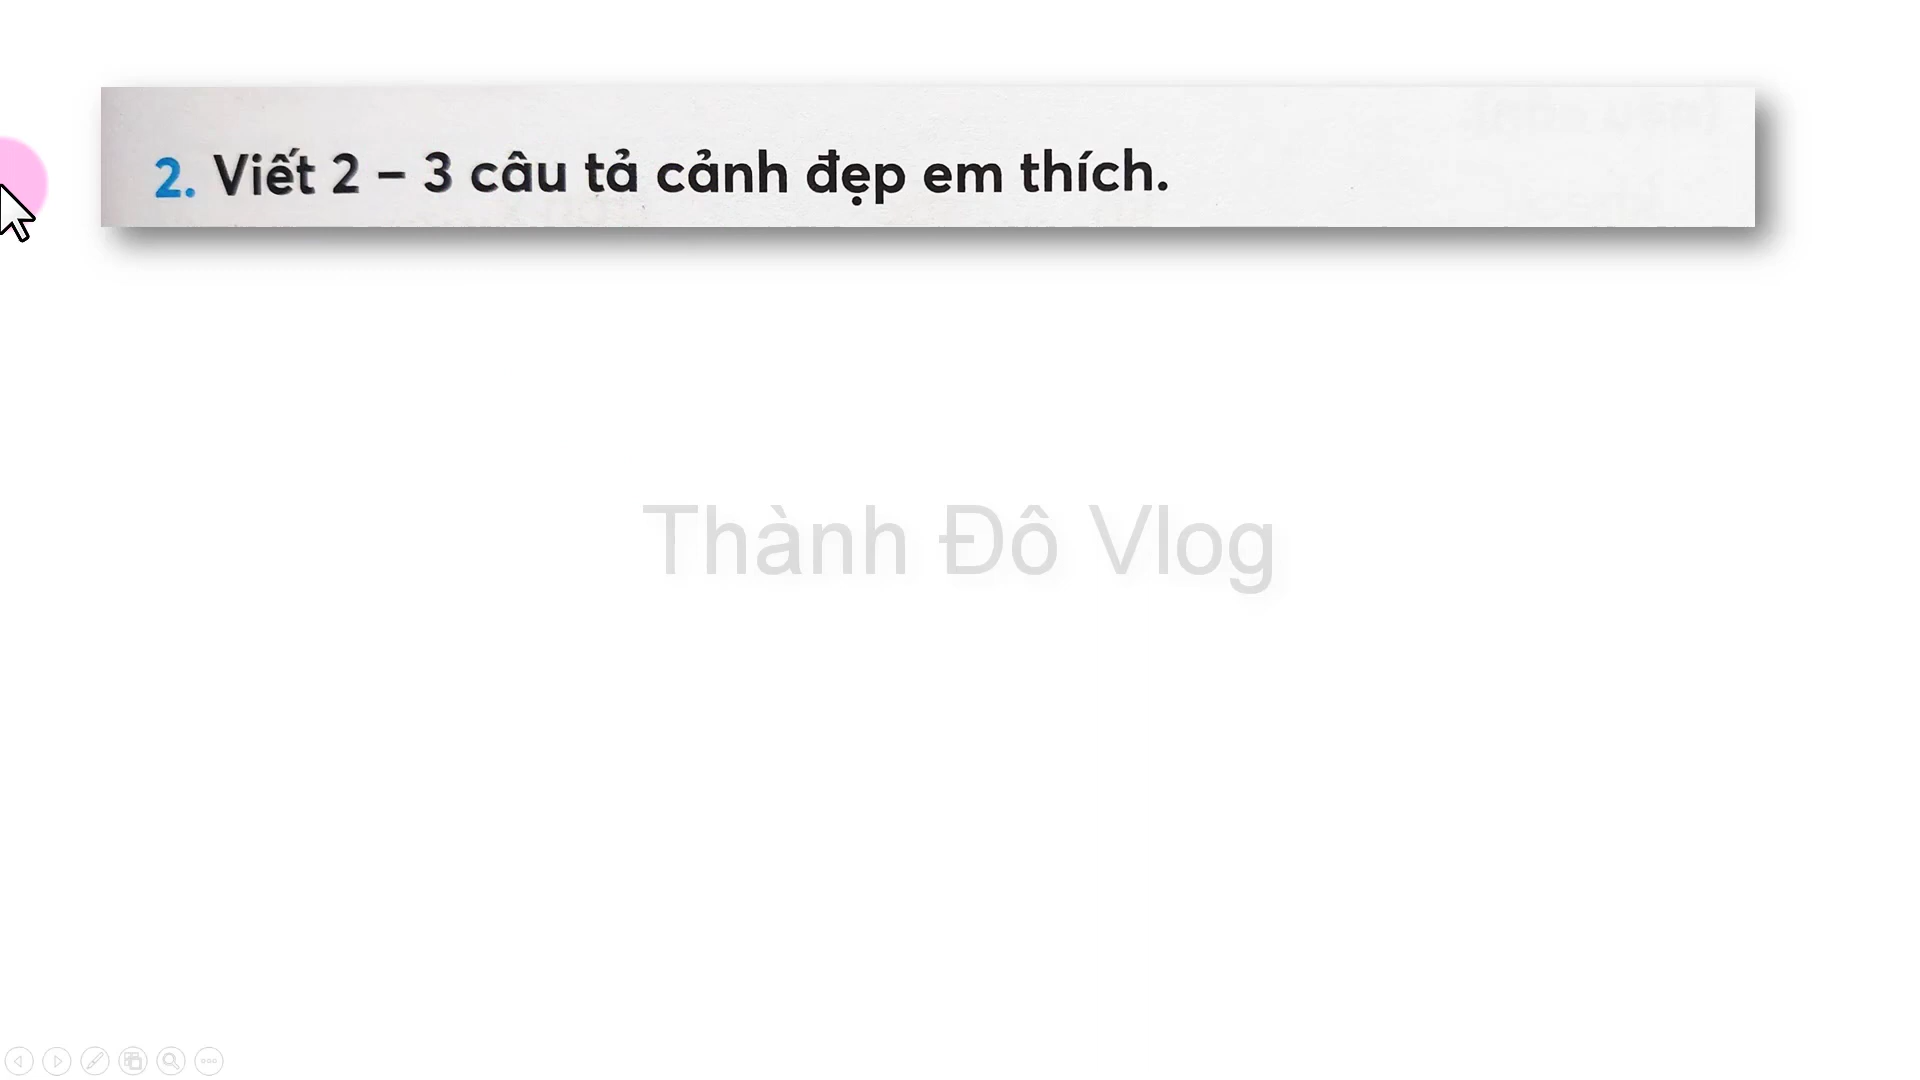 2. Viết 2 – 3 câu tả cảnh đẹp em thích.
Thành Đô Vlog